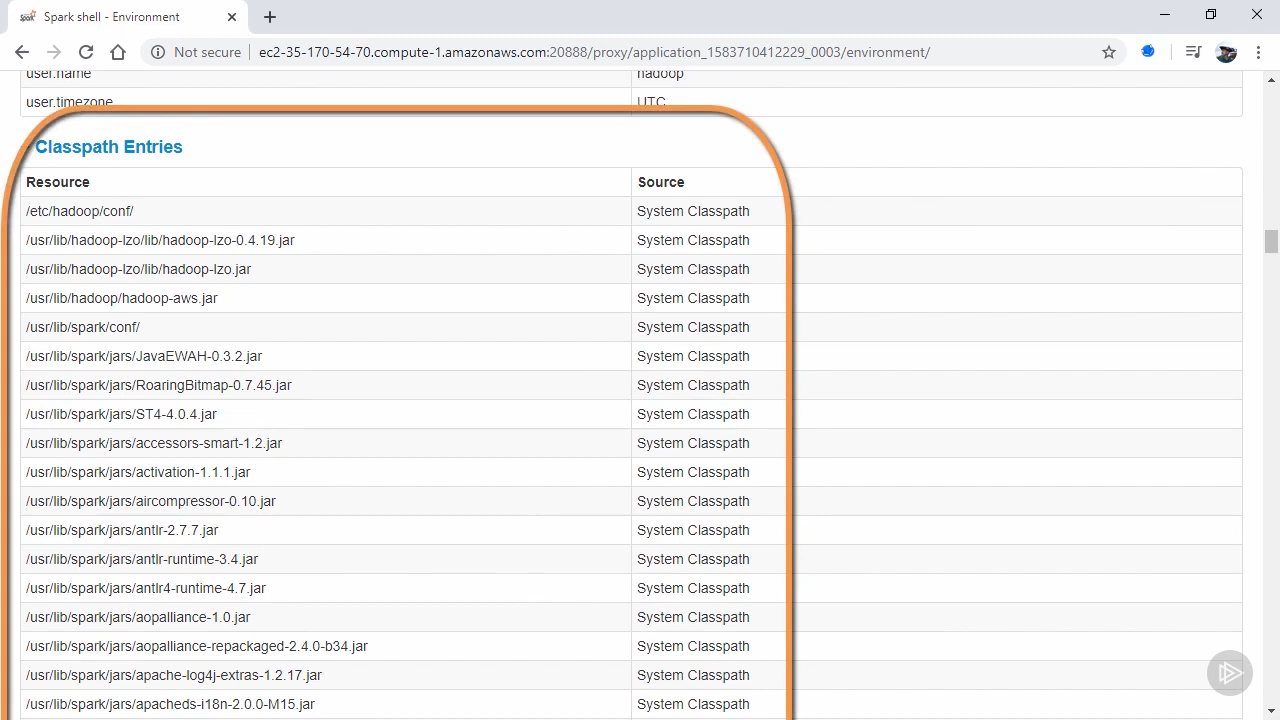 Spark shell - Environment
Not secure ec2-35-170-54-70.compute-1.amazonaws.com:20888/proxy/application_1583710412229_0003/environment/
user.name hadoop
user.timezone UTC
Classpath Entries
Resource Source
/etc/hadoop/conf/ System Classpath
/usr/lib/hadoop-lzo/lib/hadoop-lzo-0.4.19.jar System Classpath
/usr/lib/hadoop-lzo/lib/hadoop-lzo.jar System Classpath
/usr/lib/hadoop/hadoop-aws.jar System Classpath
/usr/lib/spark/conf/ System Classpath
/usr/lib/spark/jars/JavaEWAH-0.3.2.jar System Classpath
/usr/lib/spark/jars/RoaringBitmap-0.7.45.jar System Classpath
/usr/lib/spark/jars/ST4-4.0.4.jar System Classpath
/usr/lib/spark/jars/accessors-smart-1.2.jar System Classpath
/usr/lib/spark/jars/activation-1.1.1.jar System Classpath
/usr/lib/spark/jars/aircompressor-0.10.jar System Classpath
/usr/lib/spark/jars/antlr-2.7.7.jar System Classpath
/usr/lib/spark/jars/antlr-runtime-3.4.jar System Classpath
/usr/lib/spark/jars/antlr4-runtime-4.7.jar System Classpath
/usr/lib/spark/jars/aopalliance-1.0.jar System Classpath
/usr/lib/spark/jars/aopalliance-repackaged-2.4.0-b34.jar System Classpath
/usr/lib/spark/jars/apache-log4j-extras-1.2.17.jar System Classpath
/usr/lib/spark/jars/apacheds-i18n-2.0.0-M15.jar System Classpath